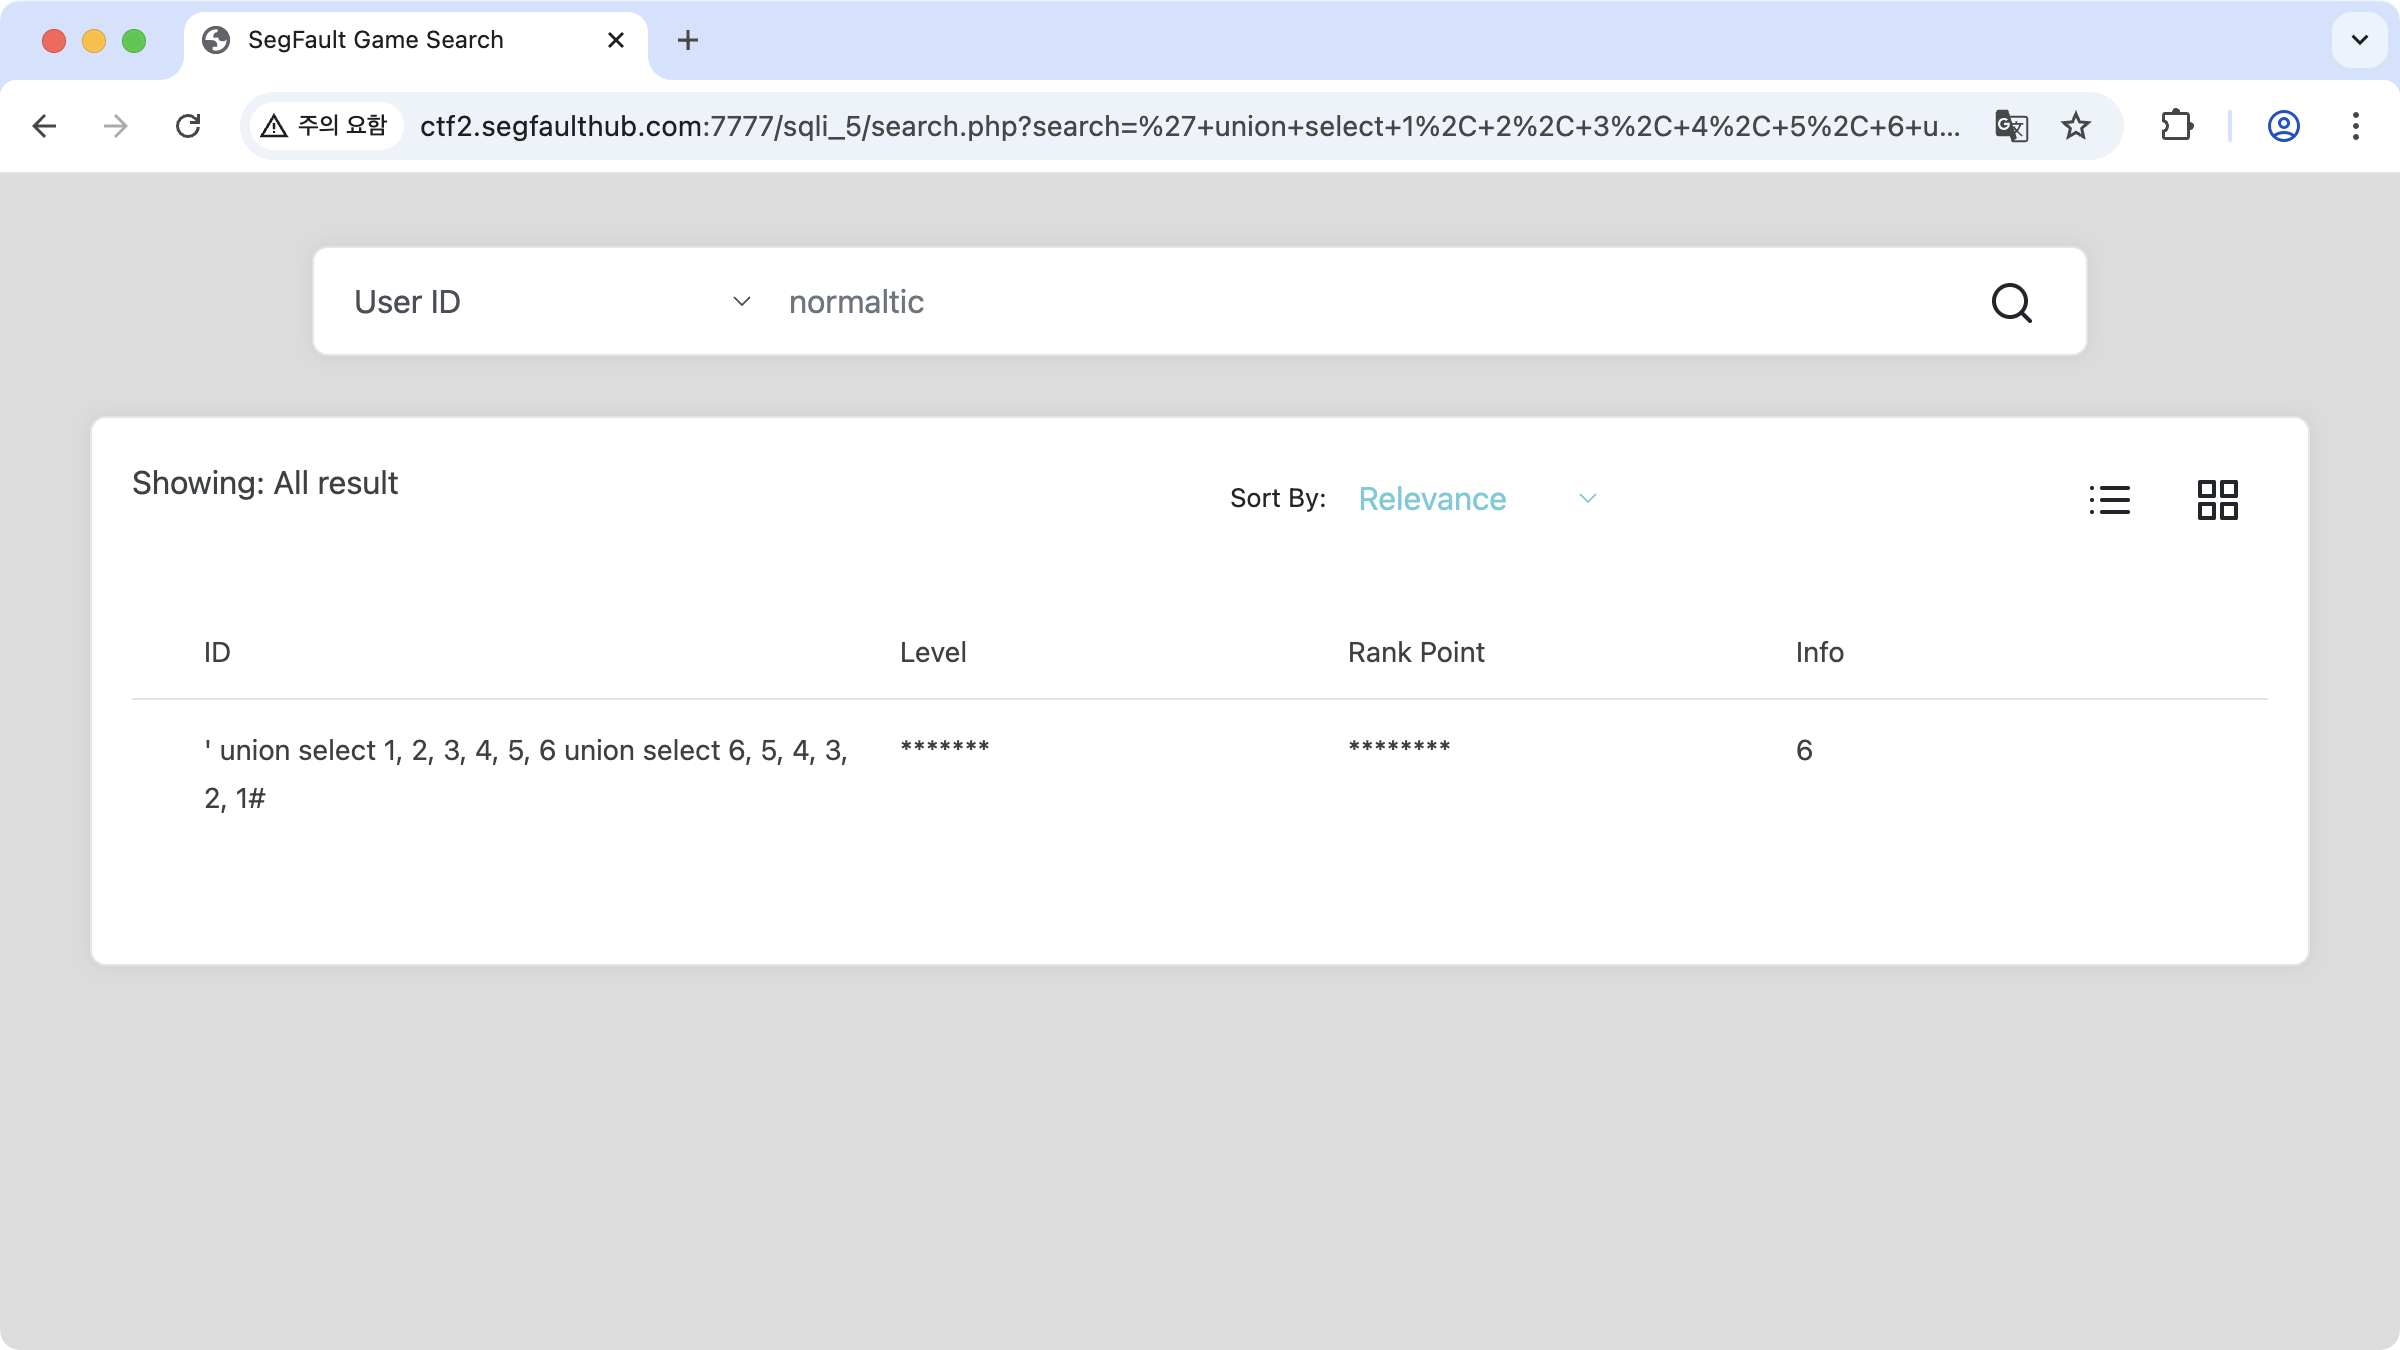 SegFault Game Search
주의 요함
ctf2.segfaulthub.com:7777/sqli_5/search.php?search=%27+union+select+1%2C+2%2C+3%2C+4%2C+5%2C+6+u...
User ID
normaltic
Showing: All result
Sort By:
Relevance
ID
Level
Rank Point
Info
' union select 1, 2, 3, 4, 5, 6 union select 6, 5, 4, 3,
2, 1#
*******
********
6